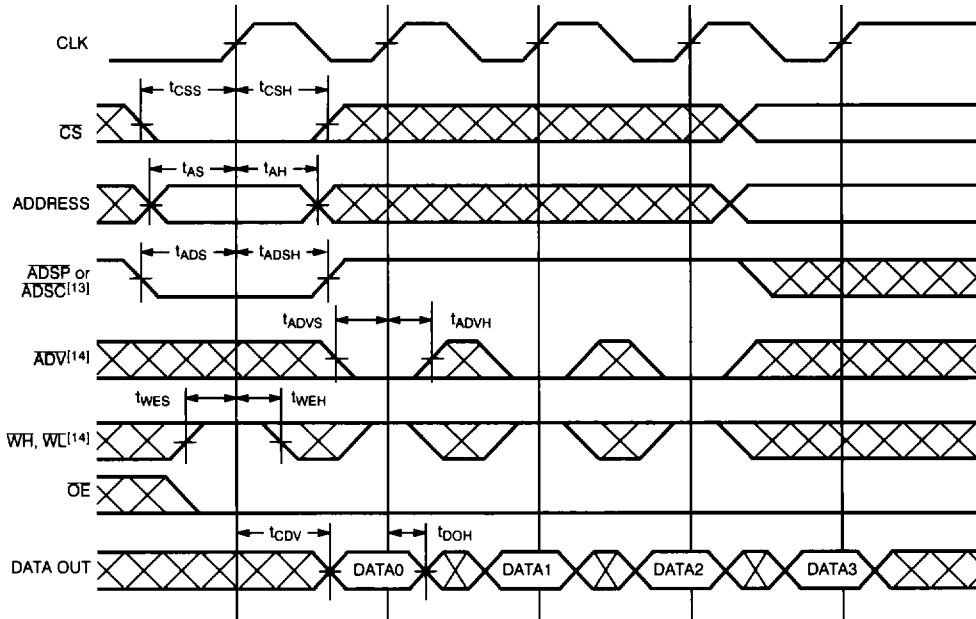 CLK
tCSS tCSH
CS
tAS tAH
ADDRESS
tADS tADSH
ADSP or
ADSC[13]
tADVS tADVH
ADV[14]
tWES tWEH
WH, WL[14]
OE
tCDV tDOH
DATA OUT DATA0 DATA1 DATA2 DATA3